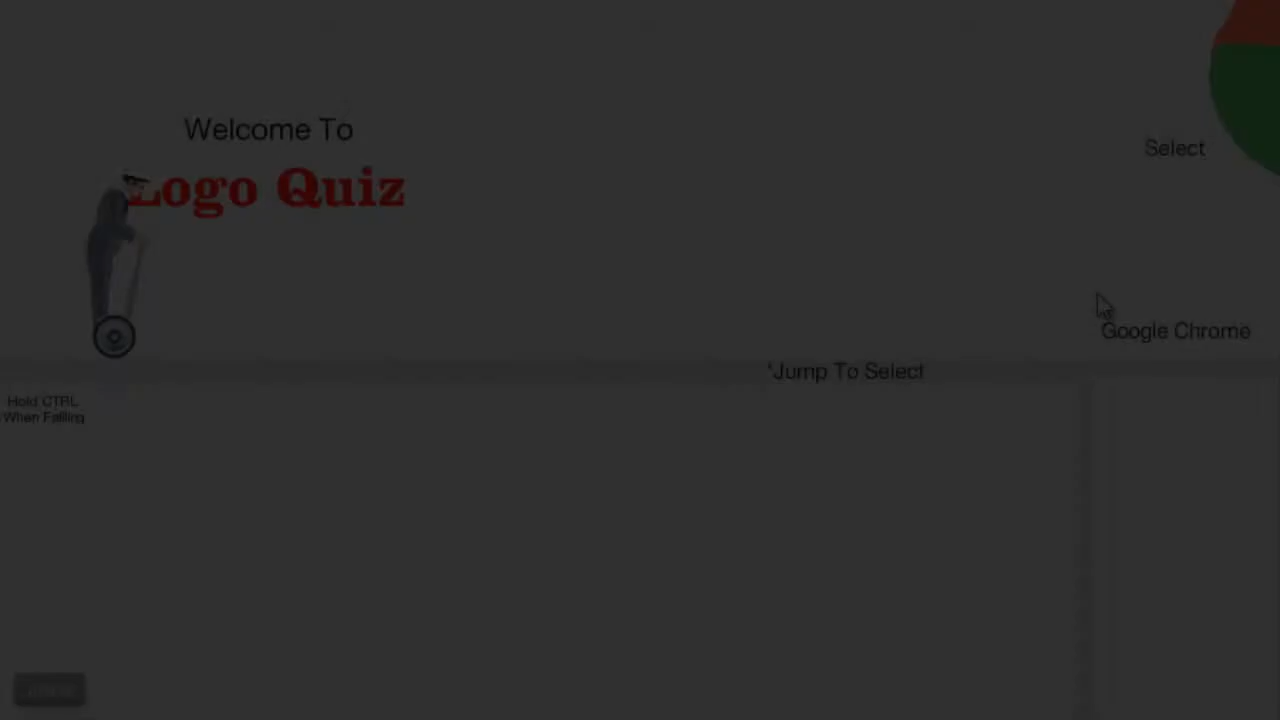 Welcome To
Logo Quiz
Select
Google Chrome
'Jump To Select
Hold CTRL
When Falling